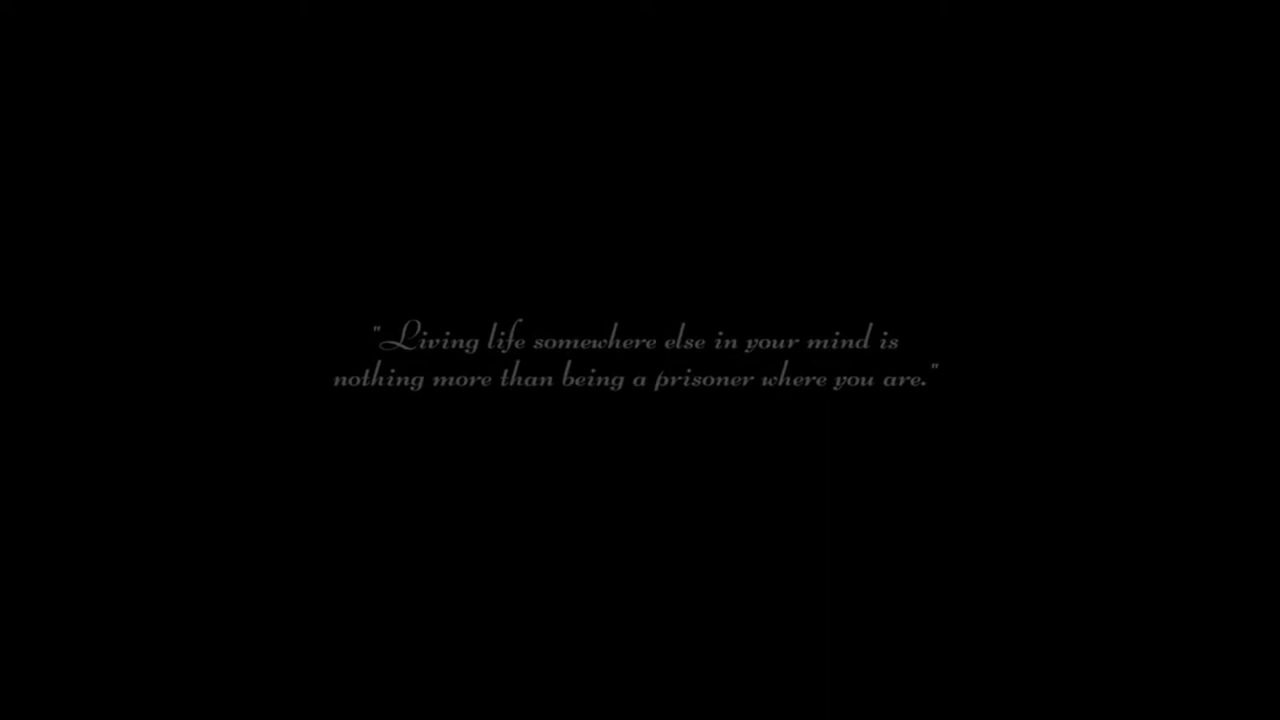 "Living life somewhere else in your mind is
nothing more than being a prisoner where you are."